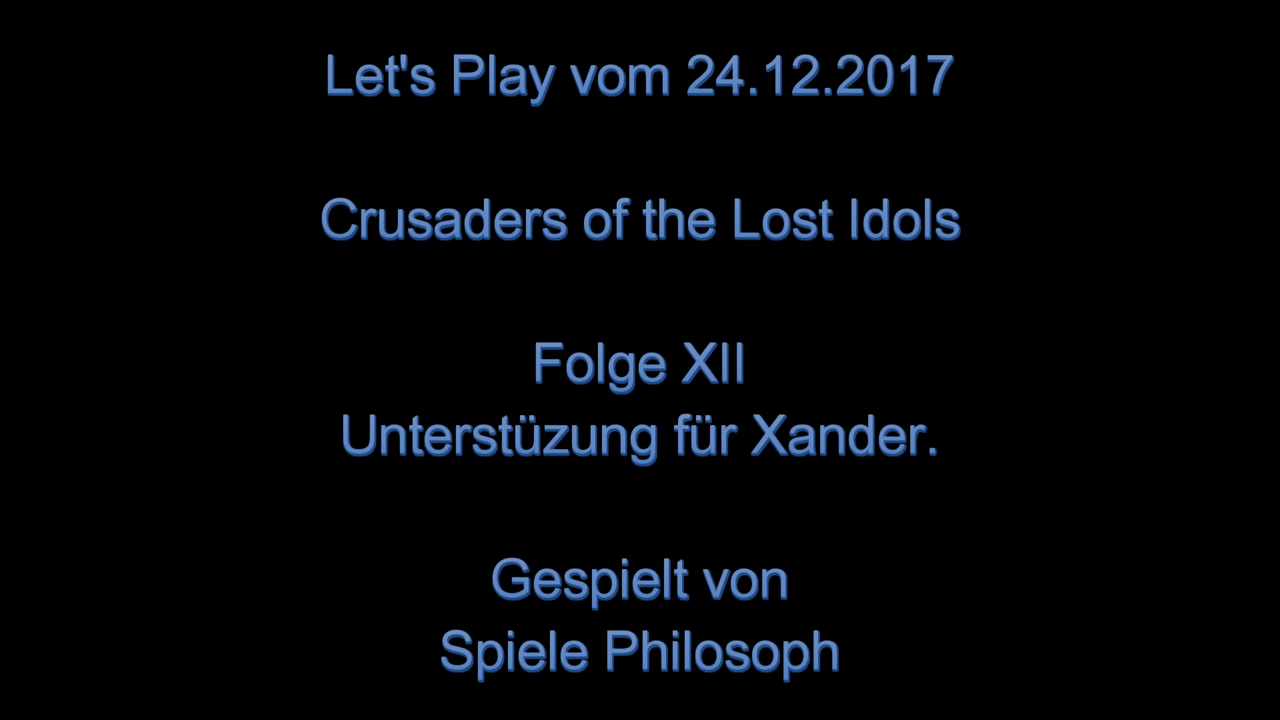 Let's Play vom 24.12.2017
Crusaders of the Lost Idols
Folge XII
Unterstüzung für Xander.
Gespielt von
Spiele Philosoph